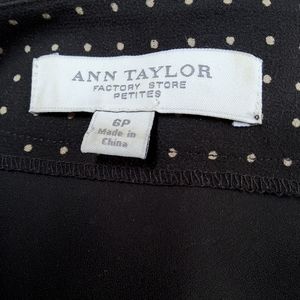 ANN TAYLOR
FACTORY STORE
PETITES
6P
Made in
China